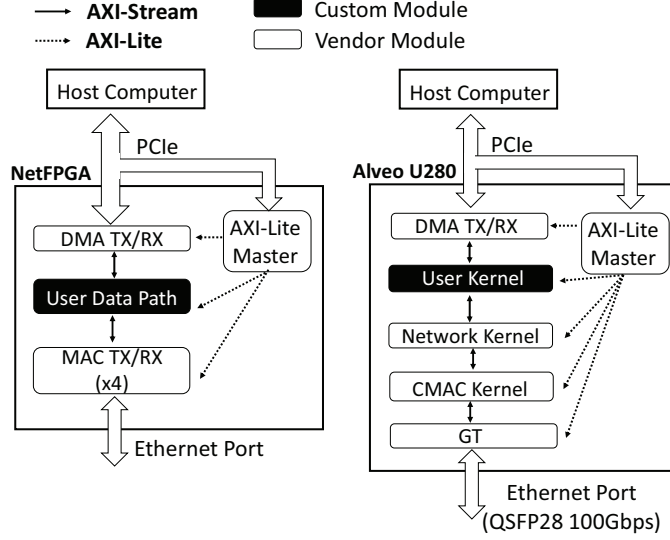 AXI-Stream
Custom Module
AXI-Lite
Vendor Module
Host Computer
PCIe
NetFPGA
DMA TX/RX
AXI-Lite
Master
User Data Path
MAC TX/RX
(x4)
Ethernet Port
Host Computer
PCIe
Alveo U280
DMA TX/RX
AXI-Lite
Master
User Kernel
Network Kernel
CMAC Kernel
GT
Ethernet Port
(QSFP28 100Gbps)